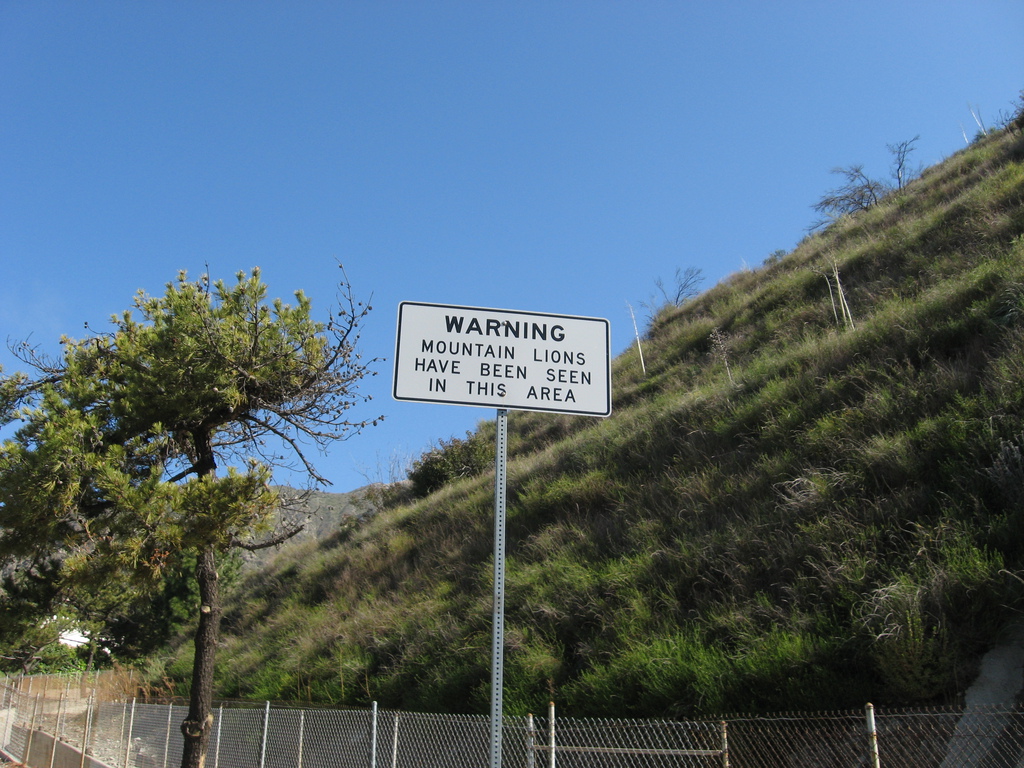 WARNING
MOUNTAIN LIONS
HAVE BEEN SEEN
IN THIS AREA